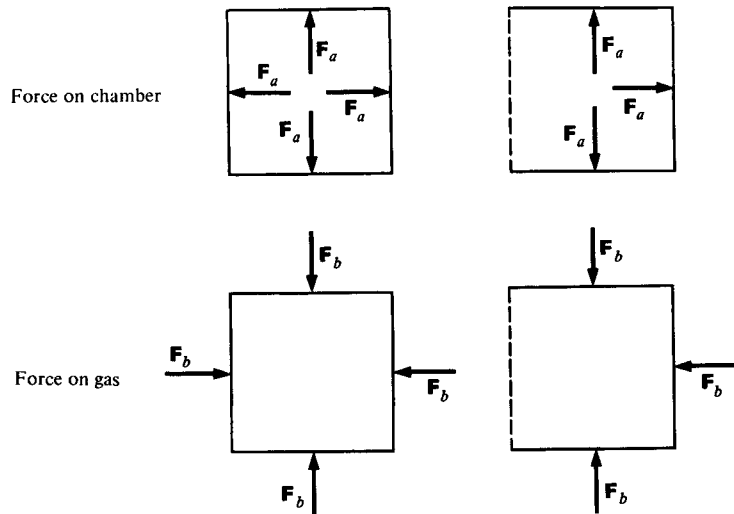 F_a F_a
F_a
Force on chamber
F_a F_a
F_a F_a
F_b F_b
F_b
Force on gas
F_b F_b
F_b F_b